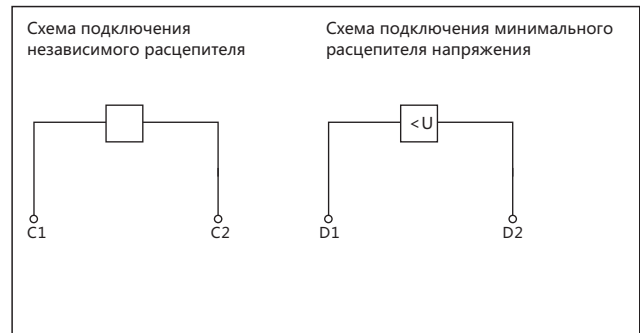 Схема подключения
независимого расцепителя
Схема подключения минимального
расцепителя напряжения
<U
C1
C2
D1
D2